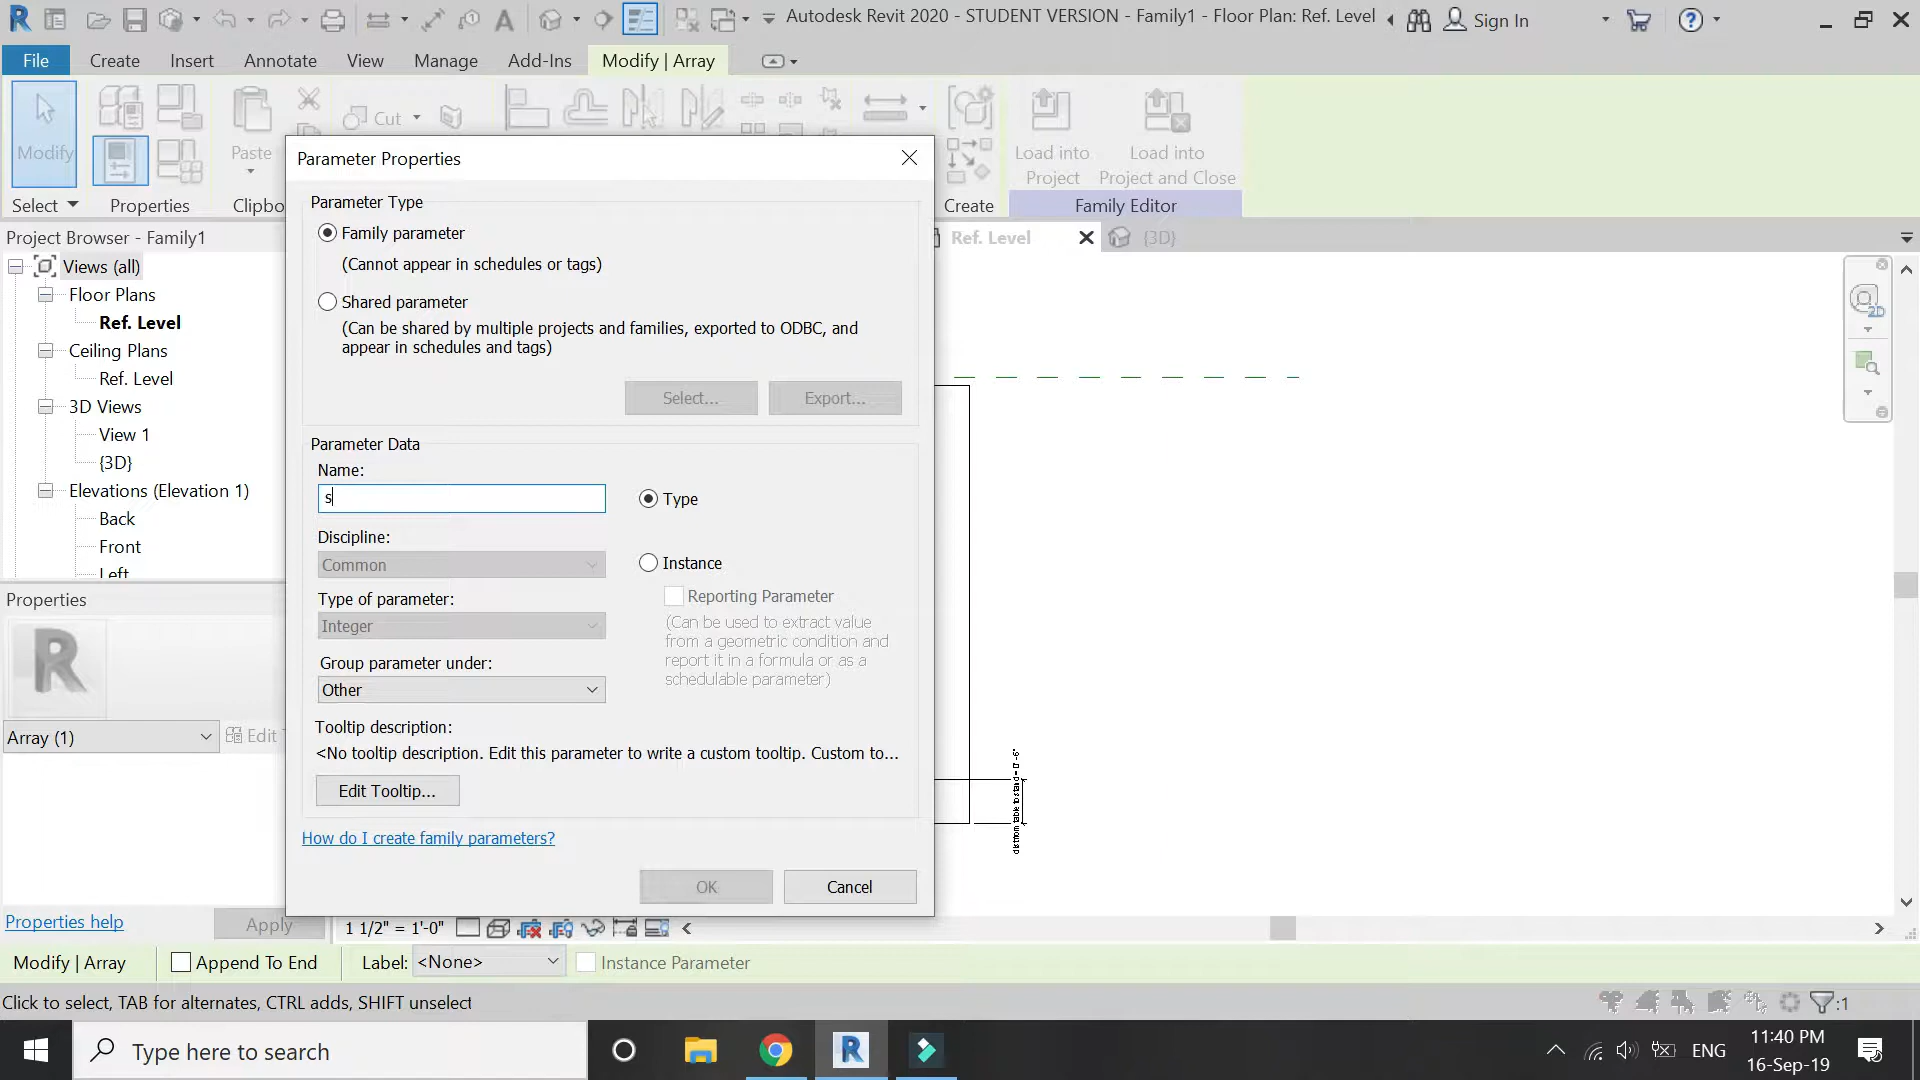 Autodesk Revit 2020 - STUDENT VERSION - Family1 - Floor Plan: Ref. Level
Sign In
File
Create
Insert
Annotate
View
Manage
Add-Ins
Modify | Array
Modify
Paste
Cut
Load into
Project
Load into
Project and Close
Select
Properties
Clipbo
Create
Family Editor
Project Browser - Family1
Views (all)
Floor Plans
Ref. Level
Ceiling Plans
Ref. Level
3D Views
View 1
{3D}
Elevations (Elevation 1)
Back
Front
Left
Properties
Array (1)
Edit T
Properties help
Apply
Ref. Level
{3D}
Parameter Properties
Parameter Type
Family parameter
(Cannot appear in schedules or tags)
Shared parameter
(Can be shared by multiple projects and families, exported to ODBC, and
appear in schedules and tags)
Select...
Export...
Parameter Data
Name:
s
Type
Discipline:
Common
Instance
Type of parameter:
Integer
Reporting Parameter
(Can be used to extract value
from a geometric condition and
report it in a formula or as a
schedulable parameter)
Group parameter under:
Other
Tooltip description:
<No tooltip description. Edit this parameter to write a custom tooltip. Custom to...
Edit Tooltip...
How do I create family parameters?
OK
Cancel
1 1/2" = 1'-0"
Modify | Array
Append To End
Label:
<None>
Instance Parameter
Click to select, TAB for alternates, CTRL adds, SHIFT unselect
:1
Type here to search
ENG
11:40 PM
16-Sep-19